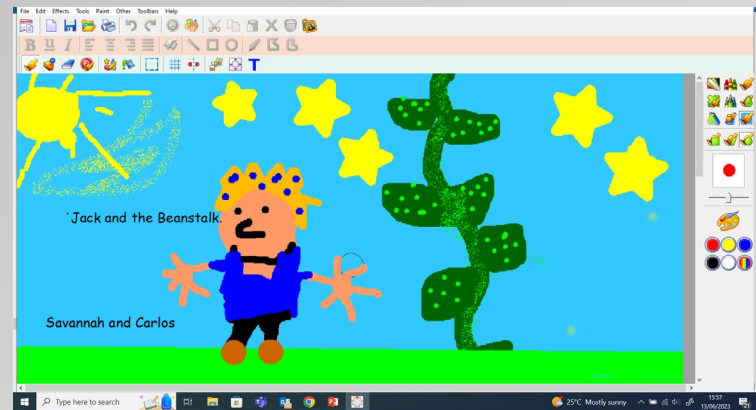 File Edit Effects Tools Paint Other Toolbars Help
B U I
T
Jack and the Beanstalk.
Savannah and Carlos
Type here to search
25°C Mostly sunny
15:57
13/06/2023